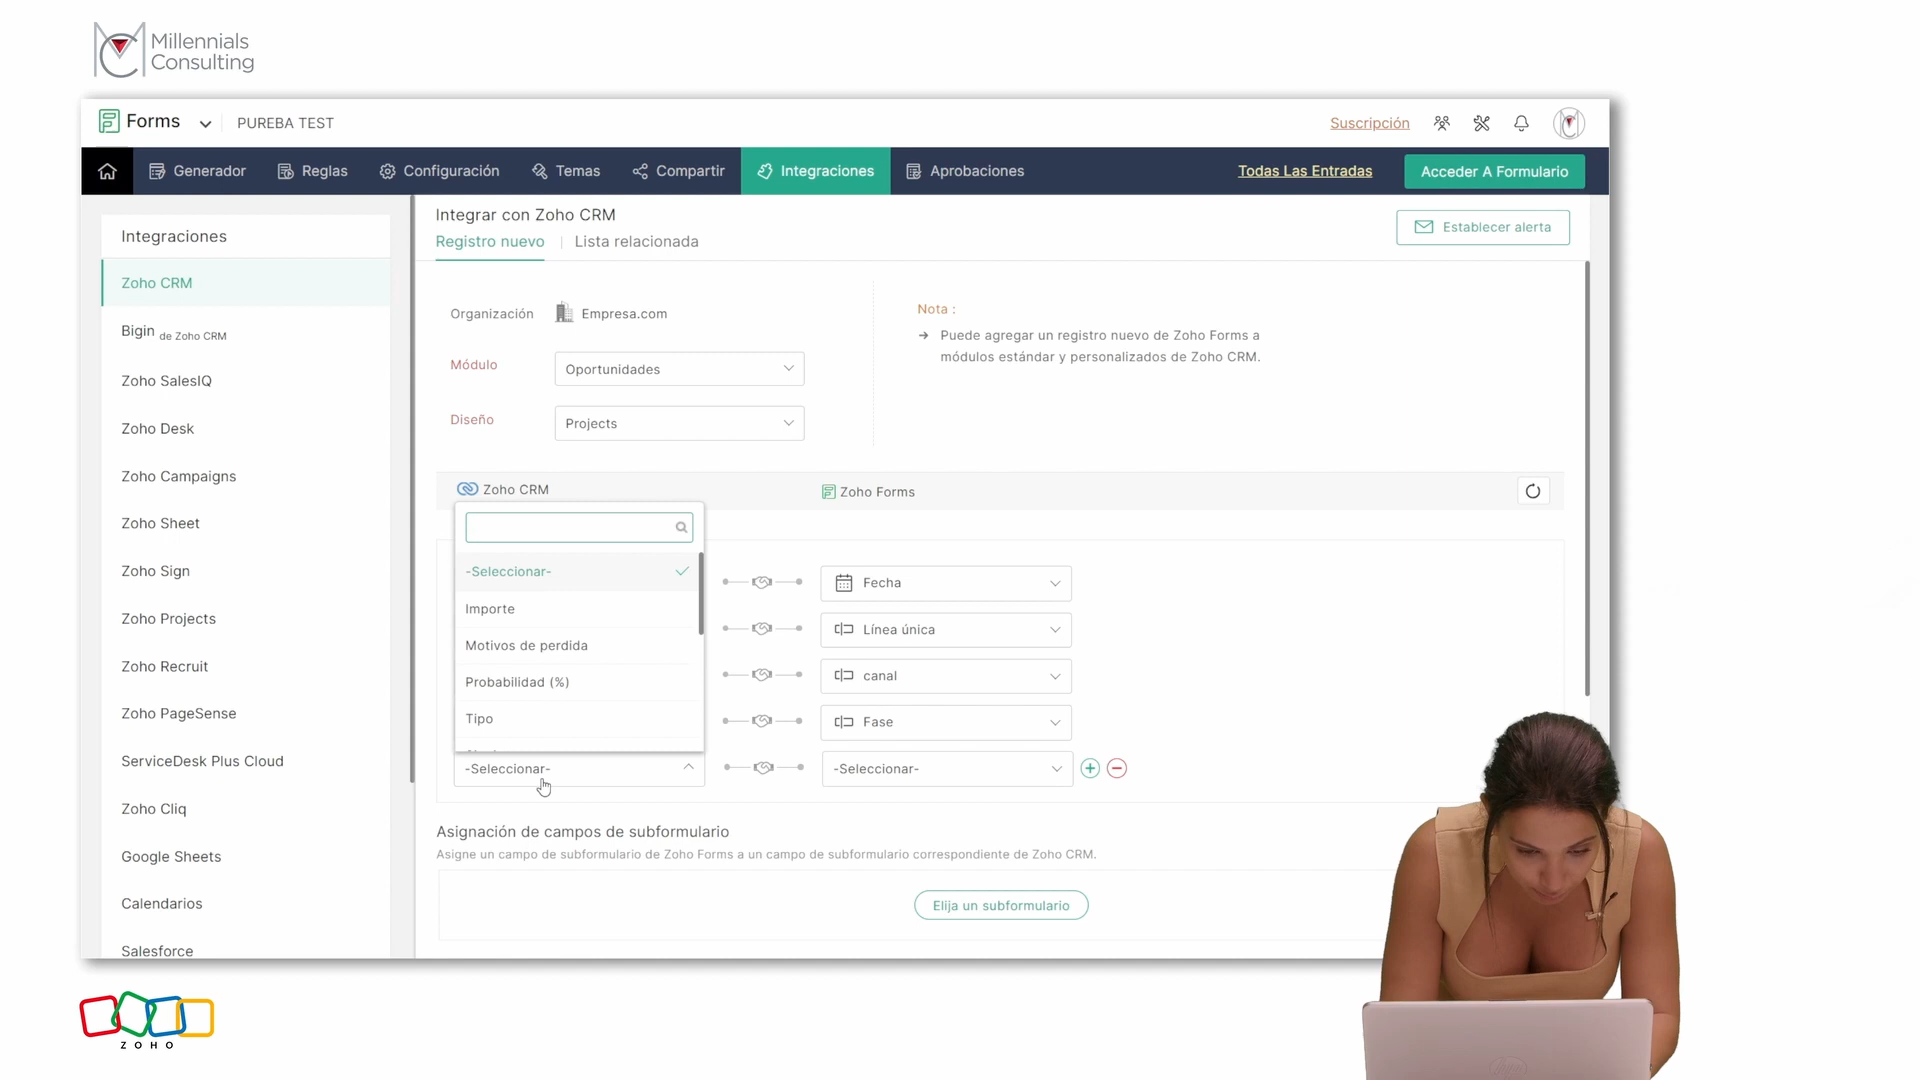 Millennials
Consulting
Forms
PUREBA TEST
Suscripción
Generador
Reglas
Configuración
Temas
Compartir
Integraciones
Aprobaciones
Todas Las Entradas
Acceder A Formulario
Integraciones
Zoho CRM
Bigin de Zoho CRM
Zoho SalesIQ
Zoho Desk
Zoho Campaigns
Zoho Sheet
Zoho Sign
Zoho Projects
Zoho Recruit
Zoho PageSense
ServiceDesk Plus Cloud
Zoho Cliq
Google Sheets
Calendarios
Salesforce
Integrar con Zoho CRM
Registro nuevo
Lista relacionada
Establecer alerta
Organización
Empresa.com
Módulo
Oportunidades
Diseño
Projects
Nota :
Puede agregar un registro nuevo de Zoho Forms a
módulos estándar y personalizados de Zoho CRM.
Zoho CRM
Zoho Forms
-Seleccionar-
Importe
Motivos de perdida
Probabilidad (%)
Tipo
-Seleccionar-
Fecha
Línea única
canal
Fase
-Seleccionar-
Asignación de campos de subformulario
Asigne un campo de subformulario de Zoho Forms a un campo de subformulario correspondiente de Zoho CRM.
Elija un subformulario
ZOHO